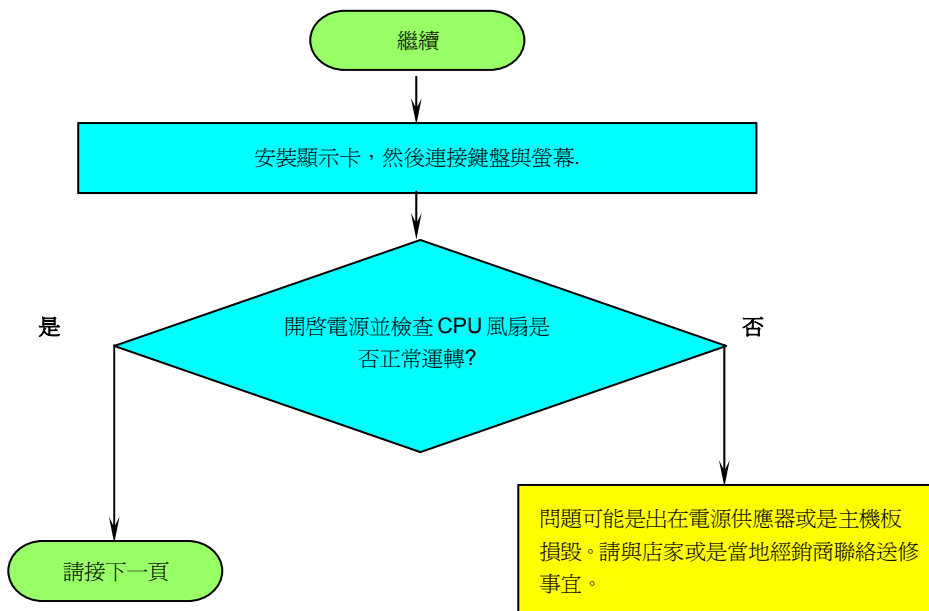 繼續
安裝顯示卡，然後連接鍵盤與螢幕.
是
開啓電源並檢查 CPU 風扇是
否正常運轉?
否
問題可能是出在電源供應器或是主機板
損毀。請與店家或是當地經銷商聯絡送修
事宜。
請接下一頁